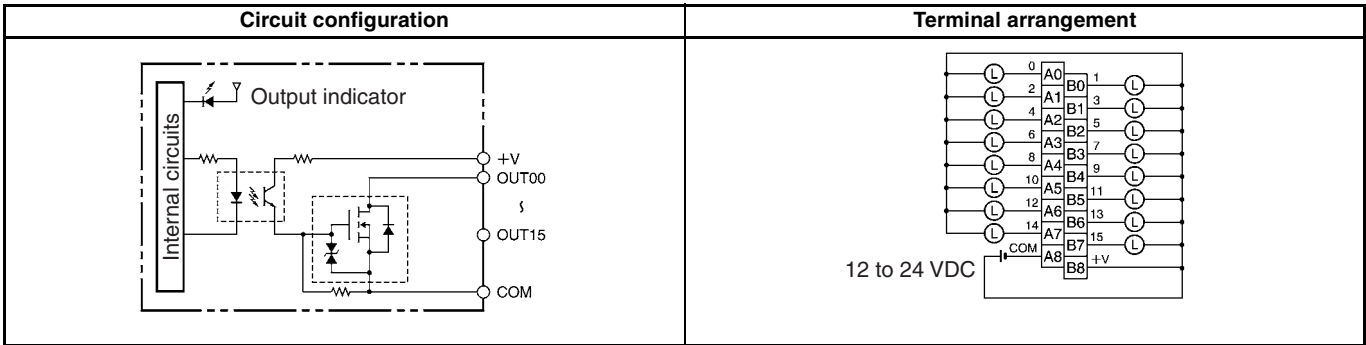 Circuit configuration
Terminal arrangement
Output indicator
Internal circuits
+V
OUT00
∼
OUT15
COM
0 A0 B0 1
L L
2 A1 B1 3
L L
4 A2 B2 5
L L
6 A3 B3 7
L L
8 A4 B4 9
L L
10 A5 B5 11
L L
12 A6 B6 13
L L
14 A7 B7 15
L L
COM A8 B8 +V
12 to 24 VDC